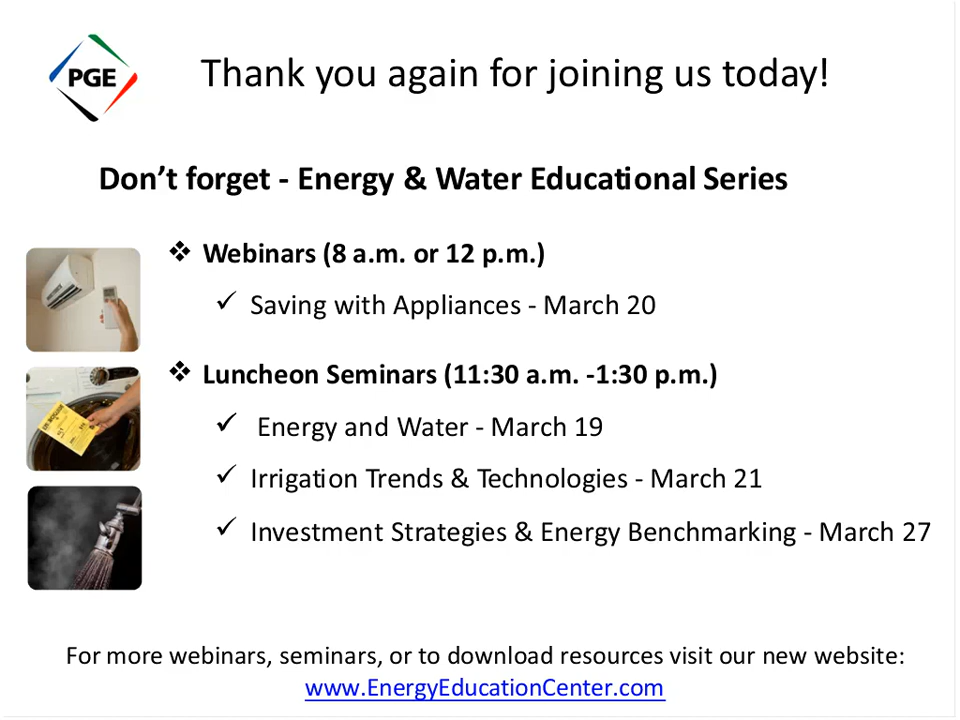 PGE
Thank you again for joining us today!
Don't forget - Energy & Water Educational Series
❖ Webinars (8 a.m. or 12 p.m.)
✓ Saving with Appliances - March 20
❖ Luncheon Seminars (11:30 a.m. -1:30 p.m.)
✓ Energy and Water - March 19
✓ Irrigation Trends & Technologies - March 21
✓ Investment Strategies & Energy Benchmarking - March 27
For more webinars, seminars, or to download resources visit our new website:
www.EnergyEducationCenter.com